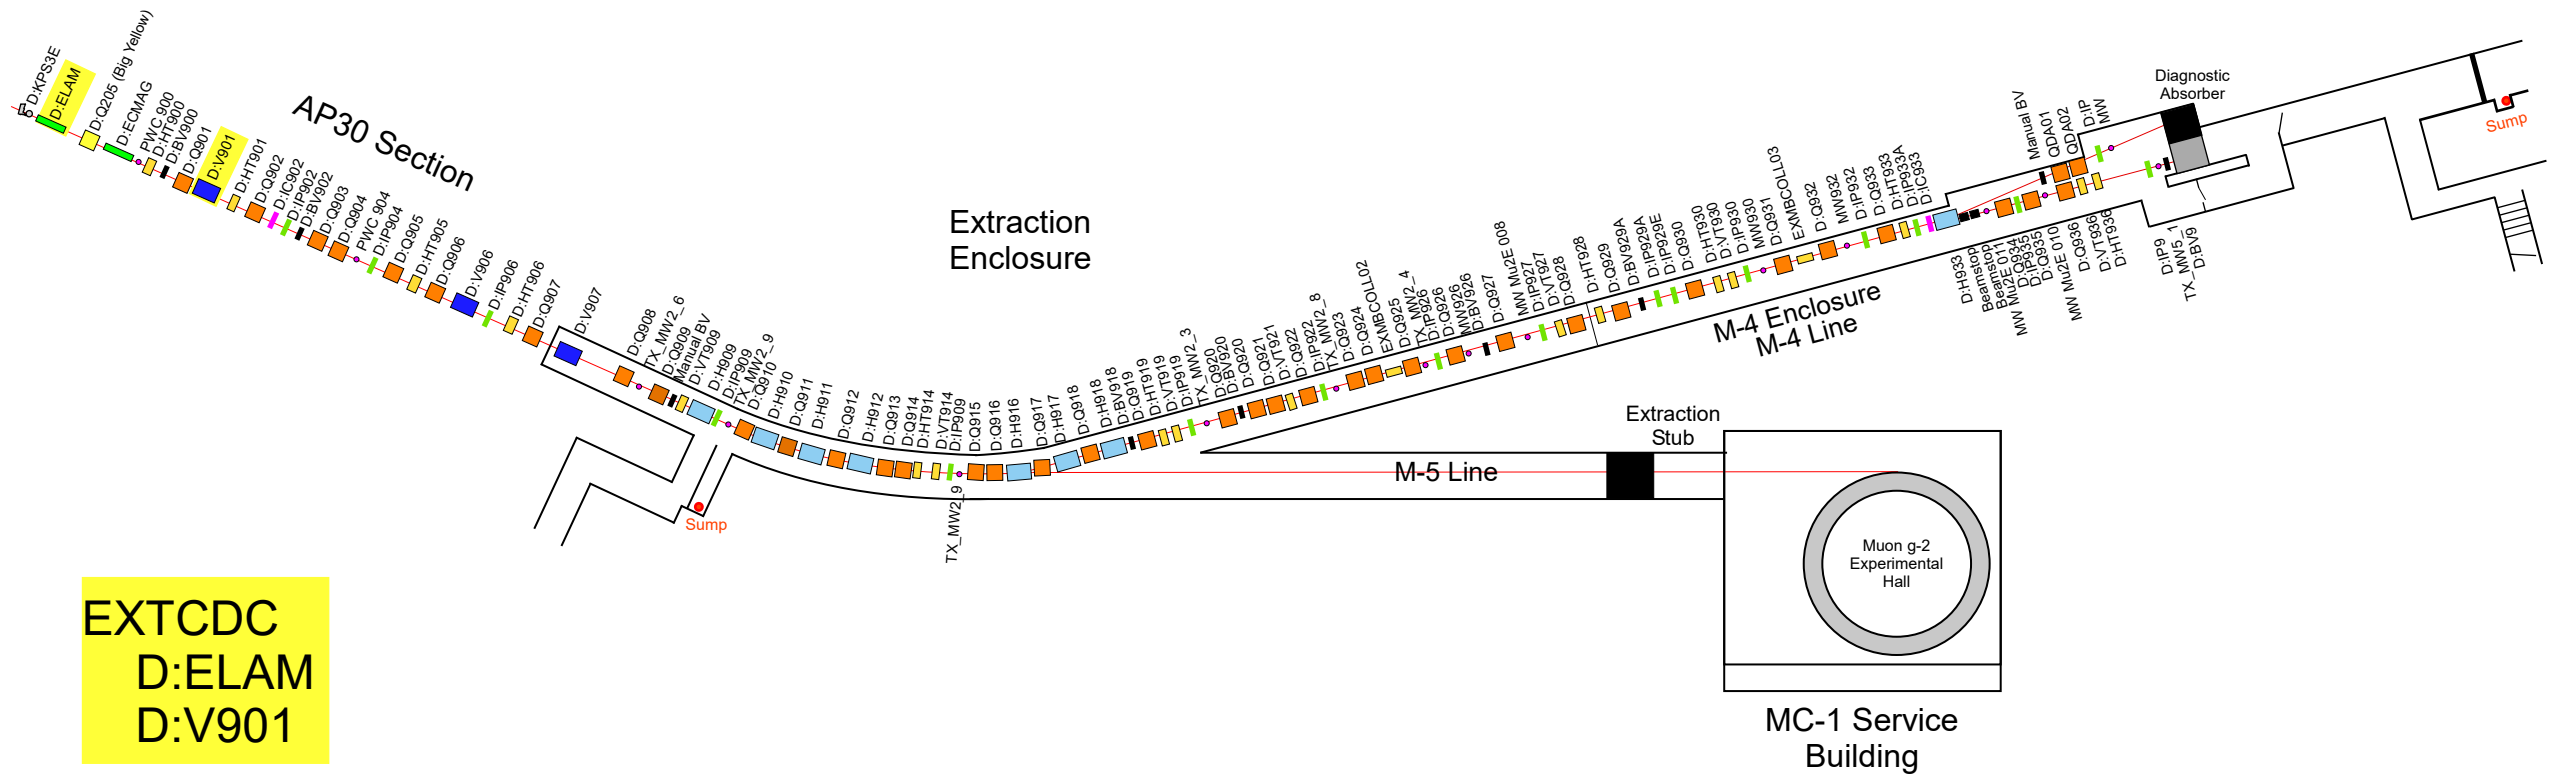 D:KPS3E
D:ELAM
D:Q205 (Big Yellow)
D:ECMAG
PWC 900
D:HT900
D:BV900
D:Q901
D:V901
D:HT901
D:Q902
D:IC902
D:IP902
D:BV902
D:Q903
D:Q904
PWC 904
D:IP904
D:Q905
D:HT905
D:Q906
D:V906
D:IP906
D:HT906
D:Q907
D:V907
AP30 Section
D:Q908
TX_MW2_6
D:Q909
Manual BV
D:VT909
D:H909
D:IP909
TX_MW2_9
D:Q910
D:H910
D:Q911
D:H911
D:Q912
D:H912
D:Q913
D:Q914
D:HT914
D:VT914
D:IP909
TX_MW2_9
D:Q915
D:Q916
D:H916
D:Q917
D:H917
D:Q918
D:H918
D:BV918
D:Q919
D:HT919
D:VT919
D:IP919
TX_MW2_3
D:Q920
D:BV920
D:Q920
D:Q921
D:VT921
D:Q922
D:IP922
TX_MW2_8
D:Q923
D:Q924
EXMBCOLL02
D:Q925
TX_MW2_4
D:IP926
D:Q926
MW926
D:BV926
D:Q927
MW Mu2E 008
D:IP927
D:VT927
D:Q928
D:HT928
D:Q929
D:BV929A
D:IP929A
D:IP929E
D:Q930
D:HT930
D:VT930
D:IP930
MW930
D:Q931
EXMBCOLL03
D:Q932
MW932
D:IP932
D:Q933
D:HT933
D:IP933A
D:IC933
D:H933
Beamstop
Beamstop
MW Mu2E 011
D:Q934
D:IP935
D:Q935
MW Mu2E 010
D:Q936
D:VT936
D:HT936
D:IP9
TX_MW5_1
D:BV9
Manual BV
QDA01
QDA02
D:IP
MW
Diagnostic
Absorber
Sump
Extraction
Enclosure
M-4 Enclosure
M-4 Line
Extraction
Stub
M-5 Line
Sump
Muon g-2
Experimental
Hall
MC-1 Service
Building
EXTCDC
D:ELAM
D:V901